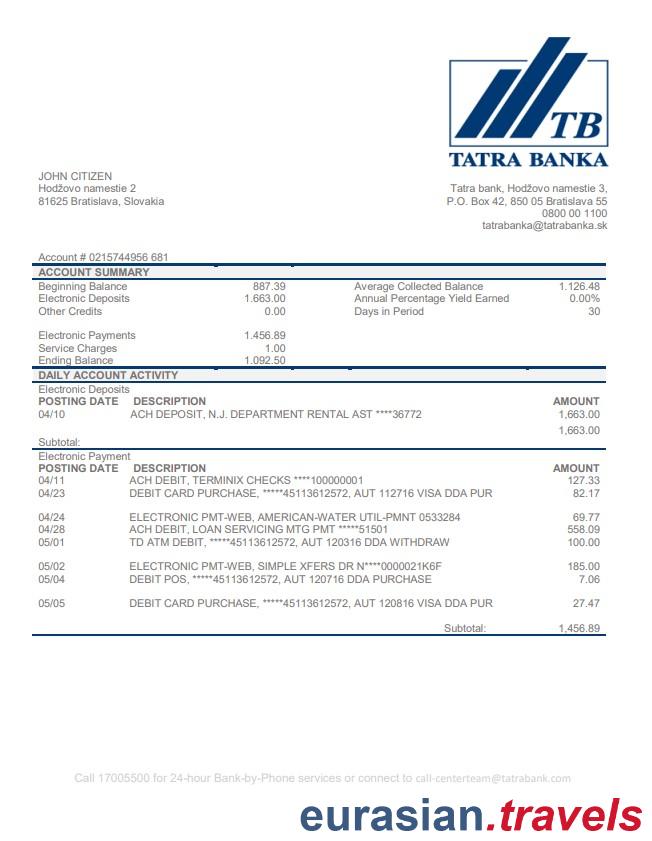 TB
TATRA BANKA
JOHN CITIZEN
Hodžovo namestie 2
81625 Bratislava, Slovakia
Tatra bank, Hodžovo namestie 3,
P.O. Box 42, 850 05 Bratislava 55
0800 00 1100
tatrabanka@tatrabanka.sk
Account # 0215744956 681
ACCOUNT SUMMARY
Beginning Balance 887.39 Average Collected Balance 1.126.48
Electronic Deposits 1.663.00 Annual Percentage Yield Earned 0.00%
Other Credits 0.00 Days in Period 30
Electronic Payments 1.456.89
Service Charges 1.00
Ending Balance 1.092.50
DAILY ACCOUNT ACTIVITY
Electronic Deposits
POSTING DATE DESCRIPTION AMOUNT
04/10 ACH DEPOSIT, N.J. DEPARTMENT RENTAL AST ****36772 1,663.00
1,663.00
Subtotal:
Electronic Payment
POSTING DATE DESCRIPTION AMOUNT
04/11 ACH DEBIT, TERMINIX CHECKS ****100000001 127.33
04/23 DEBIT CARD PURCHASE, *****45113612572, AUT 112716 VISA DDA PUR 82.17
04/24 ELECTRONIC PMT-WEB, AMERICAN-WATER UTIL-PMNT 0533284 69.77
04/28 ACH DEBIT, LOAN SERVICING MTG PMT *****51501 558.09
05/01 TD ATM DEBIT, *****45113612572, AUT 120316 DDA WITHDRAW 100.00
05/02 ELECTRONIC PMT-WEB, SIMPLE XFERS DR N****0000021K6F 185.00
05/04 DEBIT POS, *****45113612572, AUT 120716 DDA PURCHASE 7.06
05/05 DEBIT CARD PURCHASE, *****45113612572, AUT 120816 VISA DDA PUR 27.47
Subtotal: 1,456.89
Call 17005500 for 24-hour Bank-by-Phone services or connect to call-centerteam@tatrabank.com
eurasian.travels